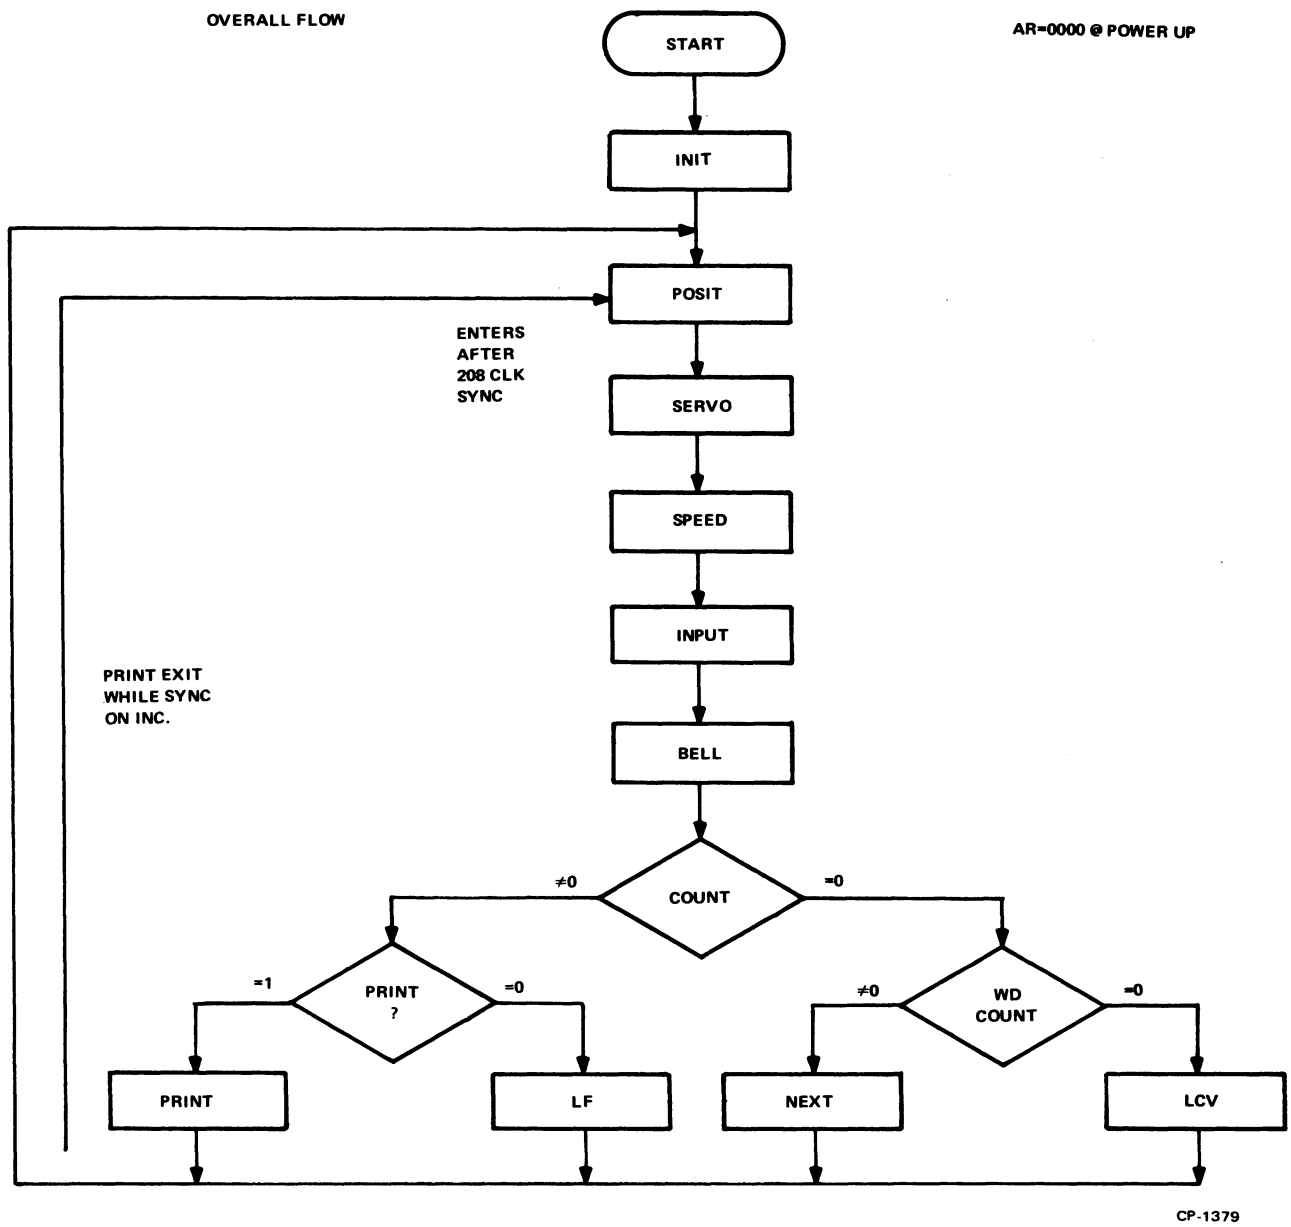 OVERALL FLOW
START
AR=0000 @ POWER UP
INIT
POSIT
ENTERS
AFTER
208 CLK
SYNC
SERVO
SPEED
INPUT
PRINT EXIT
WHILE SYNC
ON INC.
BELL
≠0
COUNT
=0
=1
PRINT
?
=0
≠0
WD
COUNT
=0
PRINT
LF
NEXT
LCV
CP-1379